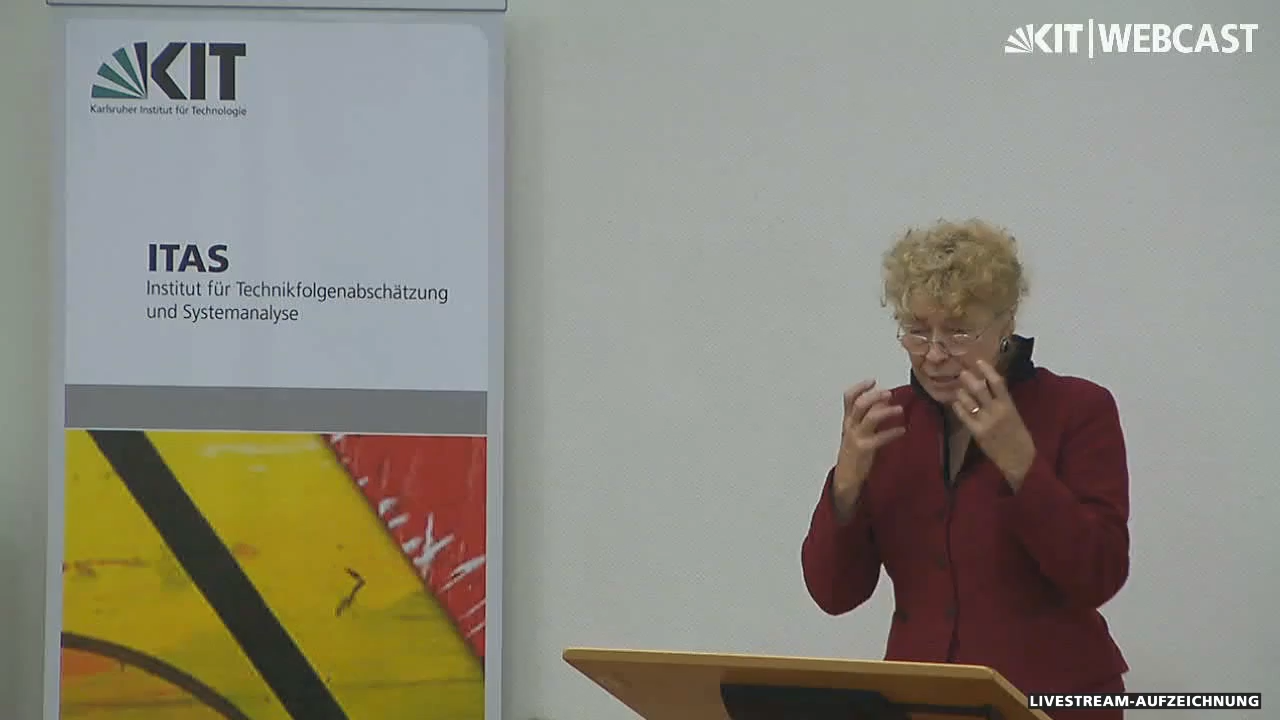 KIT
Karlsruher Institut für Technologie
ITAS
Institut für Technikfolgenabschätzung
und Systemanalyse
KIT|WEBCAST
LIVESTREAM-AUFZEICHNUNG